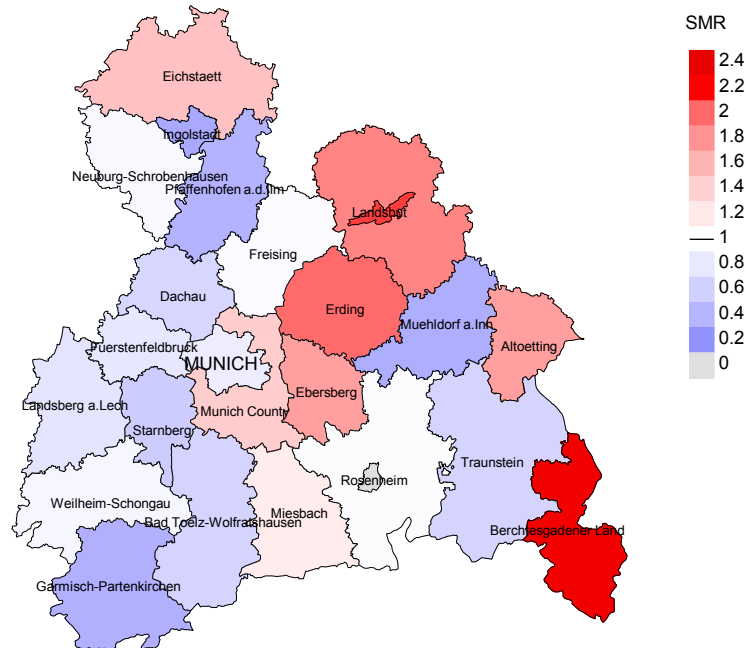 SMR
2.4
2.2
2
1.8
1.6
1.4
1.2
1
0.8
0.6
0.4
0.2
0
Eichstaett
Ingolstadt
Neuburg-Schrobenhausen
Pfaffenhofen a.d.Ilm
Landshut
Freising
Dachau
Erding
Muehldorf a.Inn
Altoetting
Fuerstenfeldbruck
MUNICH
Ebersberg
Landsberg a.Lech
Munich County
Starnberg
Traunstein
Rosenheim
Weilheim-Schongau
Miesbach
Bad Toelz-Wolfratshausen
Berchtesgadener Land
Garmisch-Partenkirchen